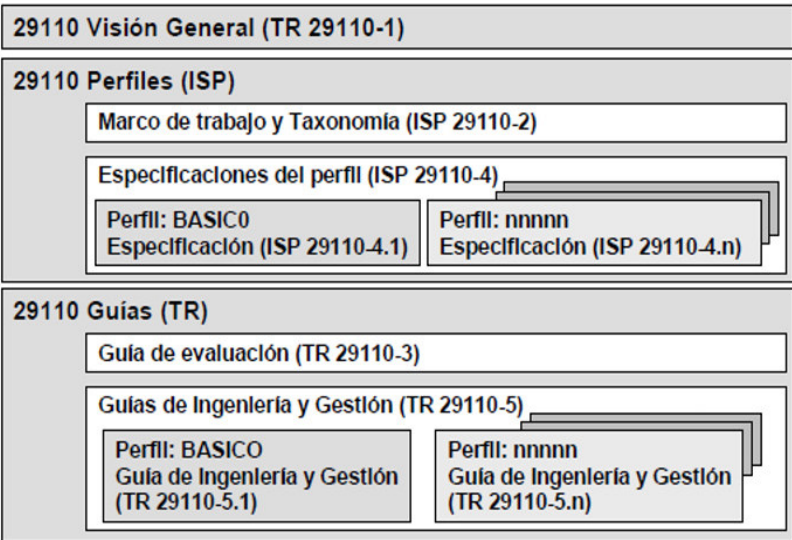 29110 Visión General (TR 29110-1)
29110 Perfiles (ISP)
Marco de trabajo y Taxonomía (ISP 29110-2)
Especificaciones del perfil (ISP 29110-4)
Perfil: BASIC0
Especificación (ISP 29110-4.1)
Perfil: nnnnn
Especificación (ISP 29110-4.n)
29110 Guías (TR)
Guía de evaluación (TR 29110-3)
Guías de Ingeniería y Gestión (TR 29110-5)
Perfil: BASICO
Guía de Ingeniería y Gestión
(TR 29110-5.1)
Perfil: nnnnn
Guía de Ingeniería y Gestión
(TR 29110-5.n)